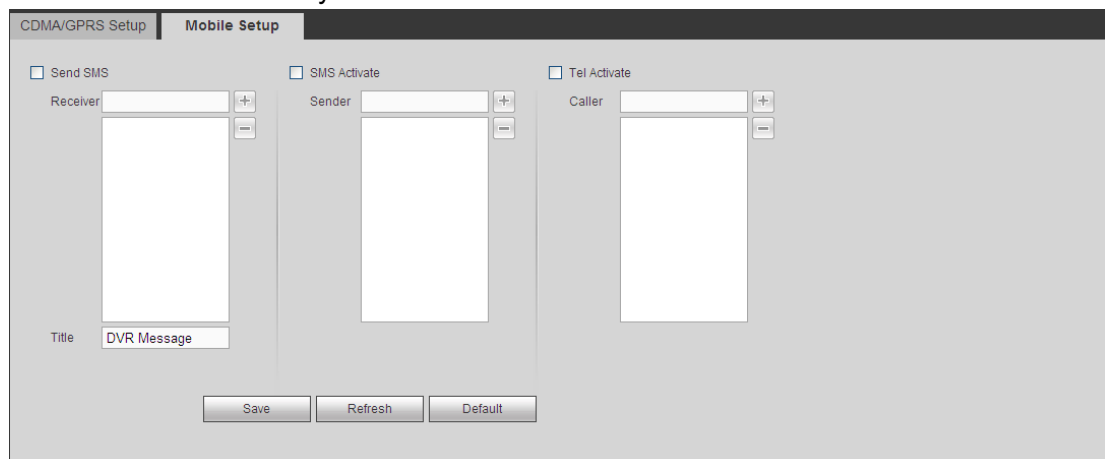 CDMA/GPRS Setup Mobile Setup
Send SMS SMS Activate Tel Activate
Receiver Sender Caller
Title DVR Message
Save Refresh Default